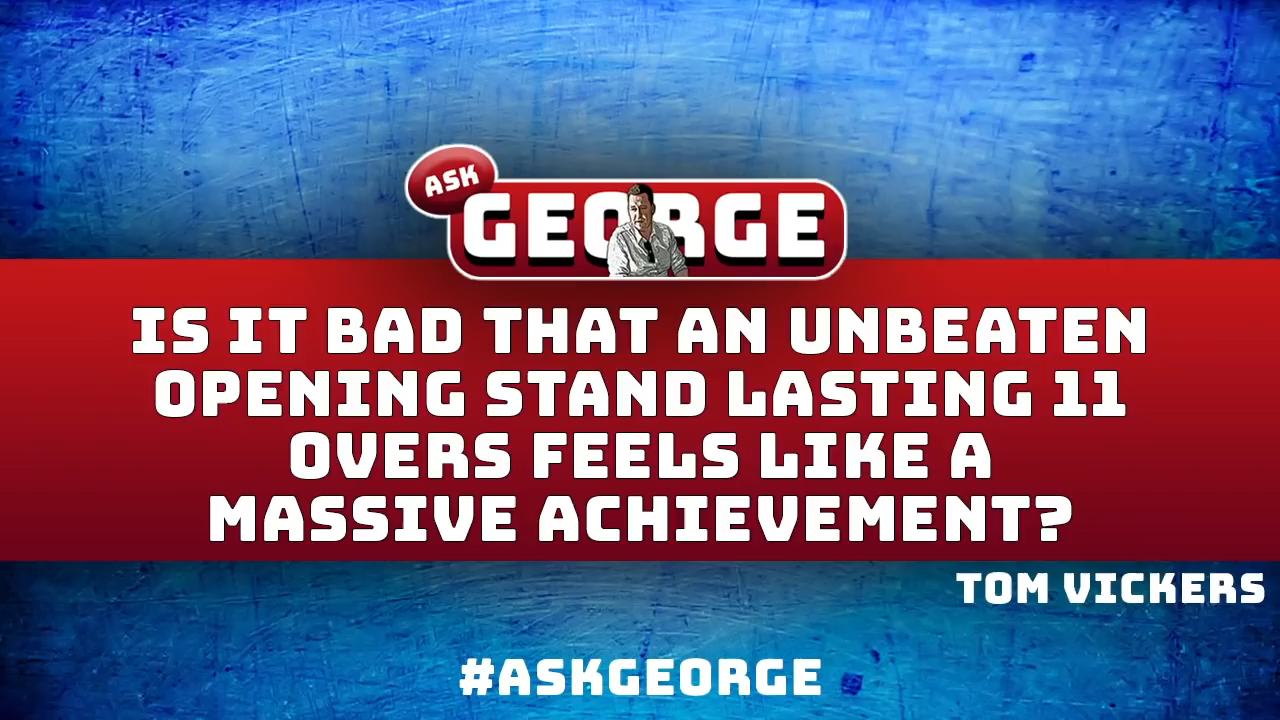 ASK
GEORGE
IS IT BAD THAT AN UNBEATEN
OPENING STAND LASTING 11
OVERS FEELS LIKE A
MASSIVE ACHIEVEMENT?
TOM VICKERS
#ASKGEORGE